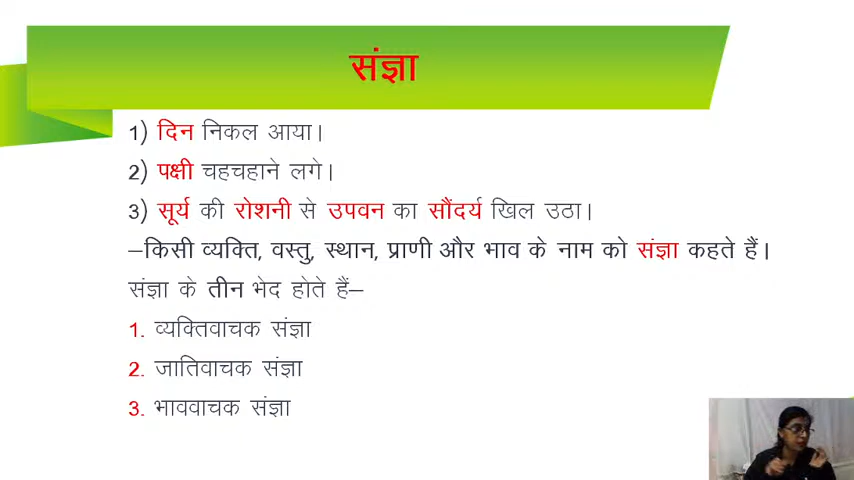 संज्ञा
1) दिन निकल आया।
2) पक्षी चहचहाने लगे।
3) सूर्य की रोशनी से उपवन का सौंदर्य खिल उठा।
–किसी व्यक्ति, वस्तु, स्थान, प्राणी और भाव के नाम को संज्ञा कहते हैं।
संज्ञा के तीन भेद होते हैं–
1. व्यक्तिवाचक संज्ञा
2. जातिवाचक संज्ञा
3. भाववाचक संज्ञा